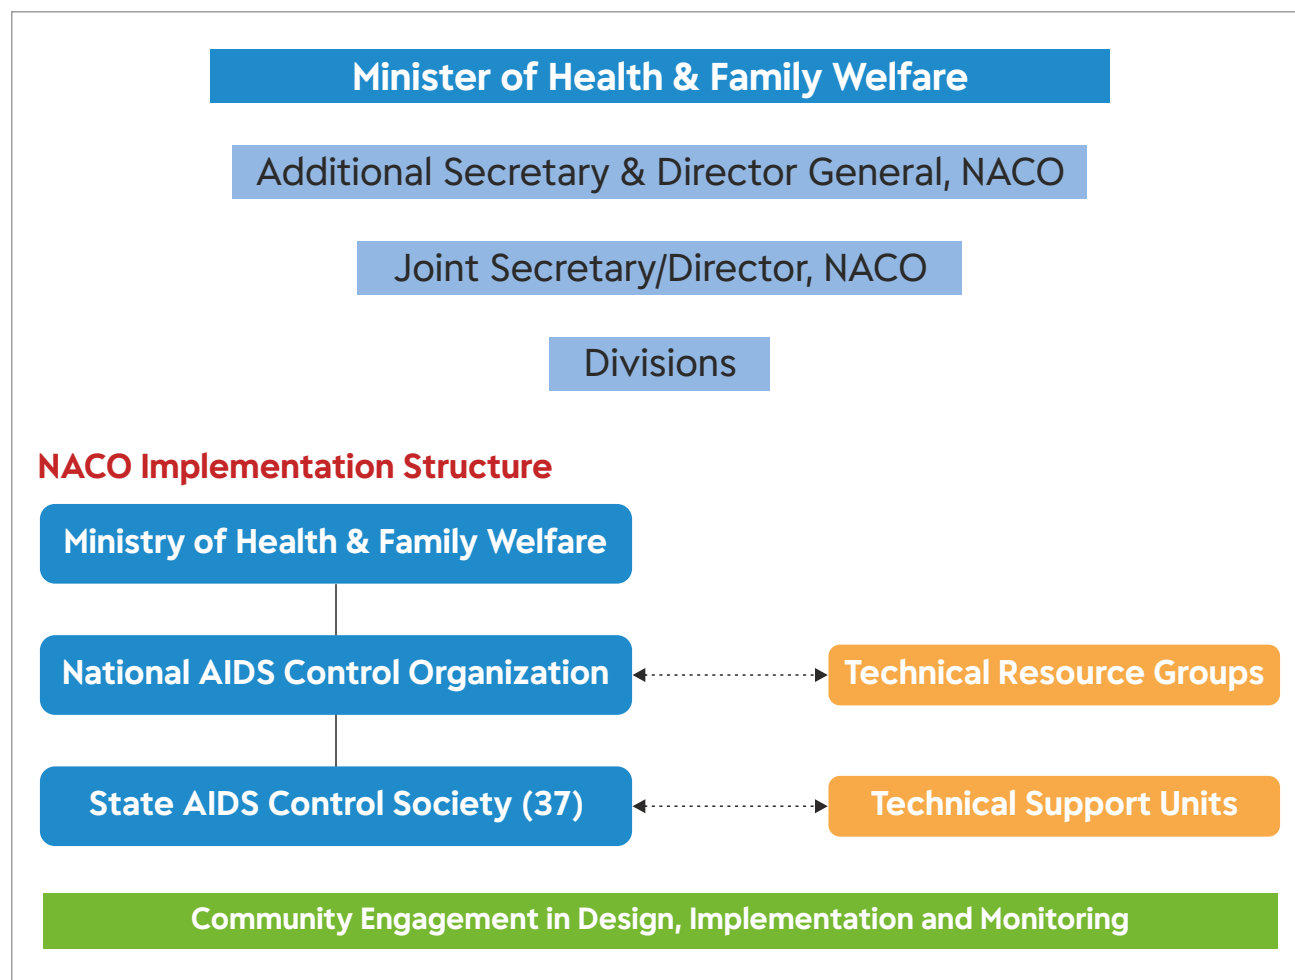 Minister of Health & Family Welfare
Additional Secretary & Director General, NACO
Joint Secretary/Director, NACO
Divisions
NACO Implementation Structure
Ministry of Health & Family Welfare
National AIDS Control Organization
Technical Resource Groups
State AIDS Control Society (37)
Technical Support Units
Community Engagement in Design, Implementation and Monitoring